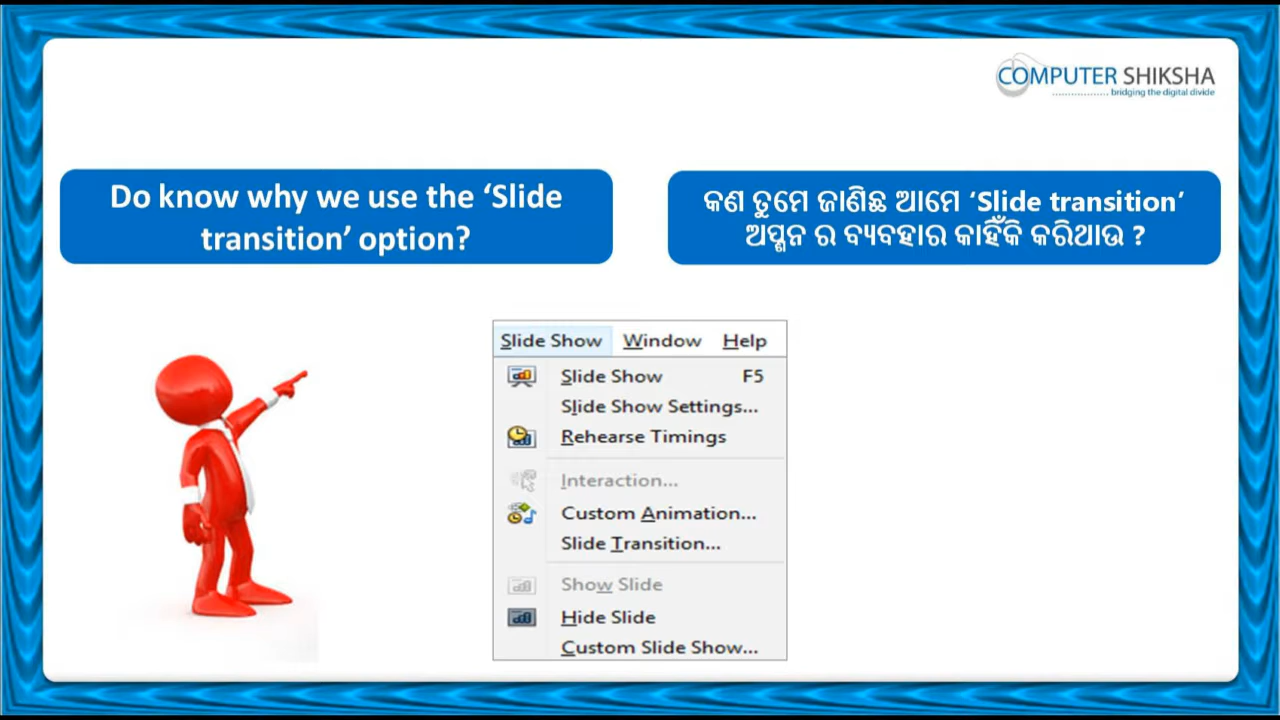 COMPUTER SHIKSHA
bridging the digital divide
Do know why we use the ‘Slide
transition’ option?
କଣ ତୁମେ ଜାଣିଛ ଆମେ ‘Slide transition’
ଅପ୍ଶନ ର ବ୍ୟବହାର କାହିଁକି କରିଥାଉ ?
Slide Show Window Help
Slide Show F5
Slide Show Settings...
Rehearse Timings
Interaction...
Custom Animation...
Slide Transition...
Show Slide
Hide Slide
Custom Slide Show...